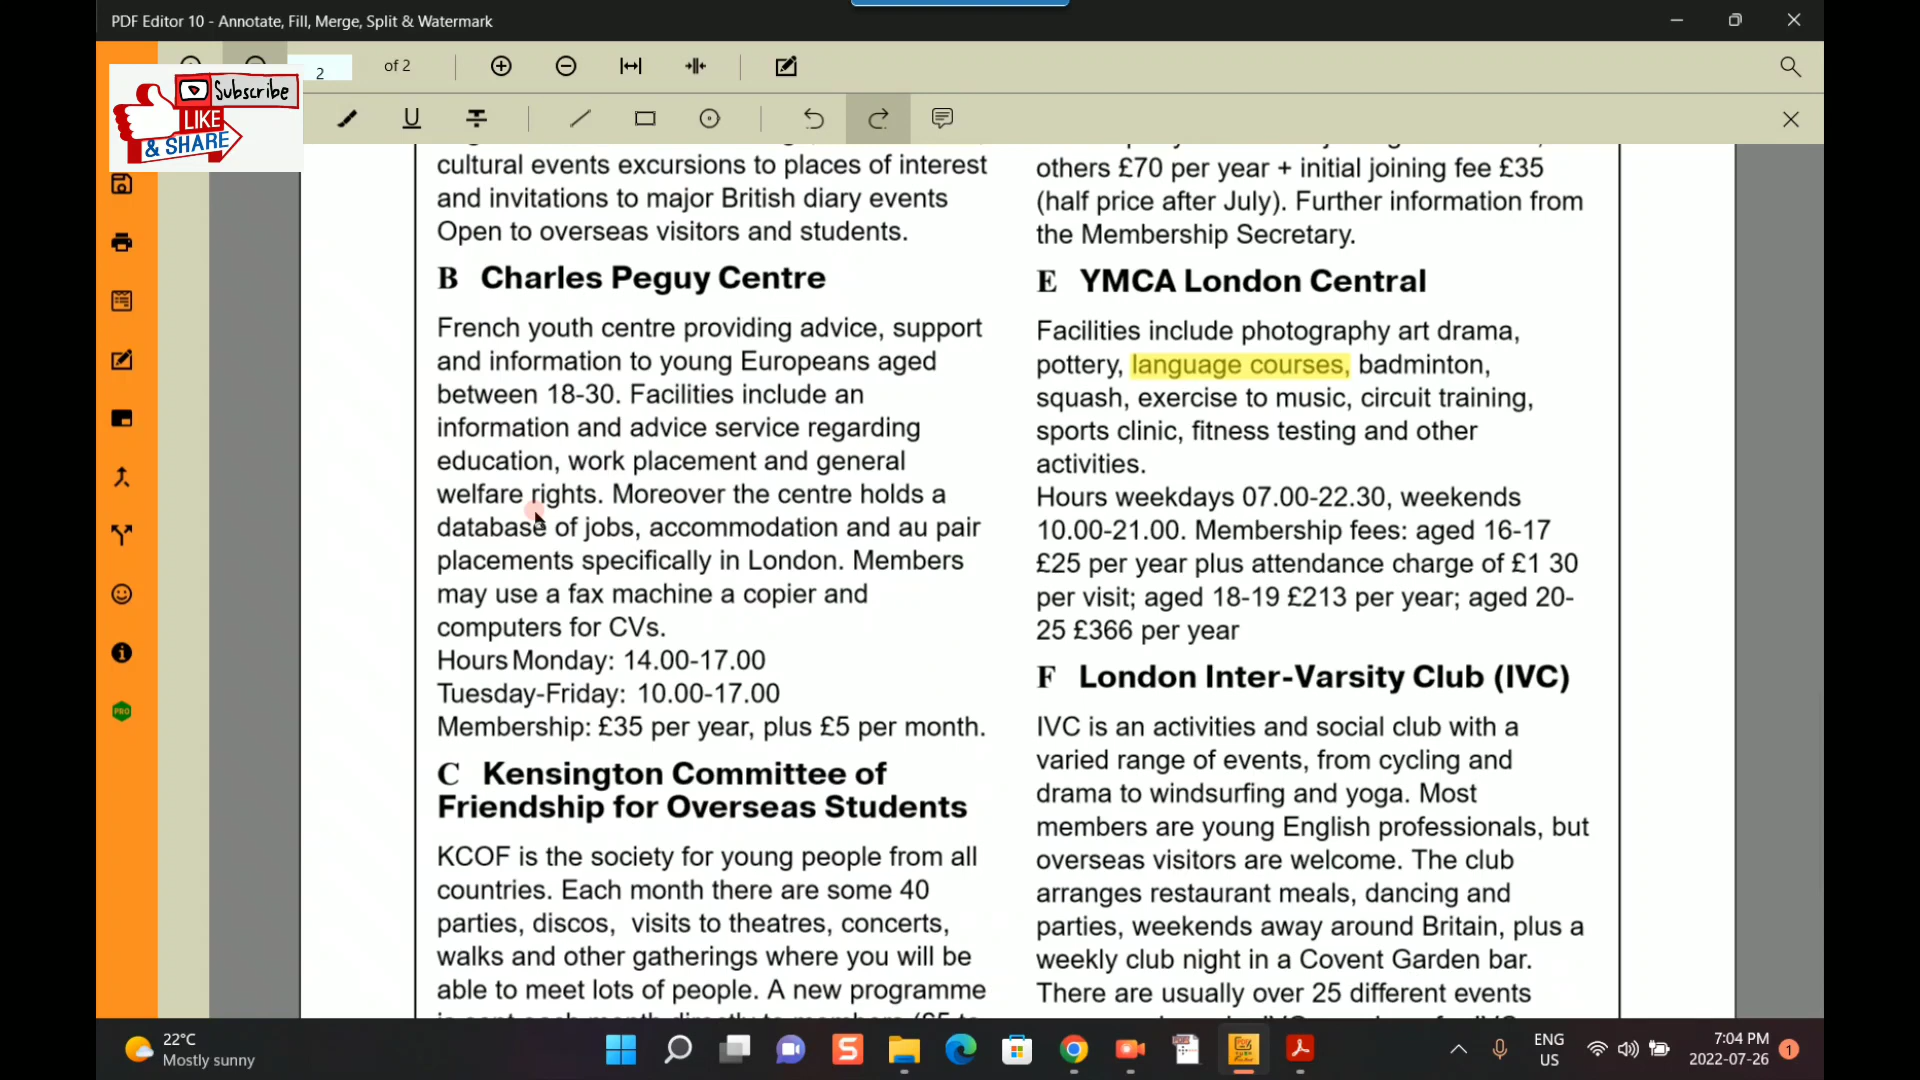 PDF Editor 10 - Annotate, Fill, Merge, Split & Watermark
2
of 2
Subscribe
LIKE
& SHARE
cultural events excursions to places of interest
and invitations to major British diary events
Open to overseas visitors and students.
B Charles Peguy Centre
French youth centre providing advice, support
and information to young Europeans aged
between 18-30. Facilities include an
information and advice service regarding
education, work placement and general
welfare rights. Moreover the centre holds a
database of jobs, accommodation and au pair
placements specifically in London. Members
may use a fax machine a copier and
computers for CVs.
Hours Monday: 14.00-17.00
Tuesday-Friday: 10.00-17.00
Membership: £35 per year, plus £5 per month.
C Kensington Committee of
Friendship for Overseas Students
KCOF is the society for young people from all
countries. Each month there are some 40
parties, discos, visits to theatres, concerts,
walks and other gatherings where you will be
able to meet lots of people. A new programme
others £70 per year + initial joining fee £35
(half price after July). Further information from
the Membership Secretary.
E YMCA London Central
Facilities include photography art drama,
pottery, language courses, badminton,
squash, exercise to music, circuit training,
sports clinic, fitness testing and other
activities.
Hours weekdays 07.00-22.30, weekends
10.00-21.00. Membership fees: aged 16-17
£25 per year plus attendance charge of £1 30
per visit; aged 18-19 £213 per year; aged 20-
25 £366 per year
F London Inter-Varsity Club (IVC)
IVC is an activities and social club with a
varied range of events, from cycling and
drama to windsurfing and yoga. Most
members are young English professionals, but
overseas visitors are welcome. The club
arranges restaurant meals, dancing and
parties, weekends away around Britain, plus a
weekly club night in a Covent Garden bar.
There are usually over 25 different events
PRO
22°C
Mostly sunny
ENG
US
7:04 PM
2022-07-26
1